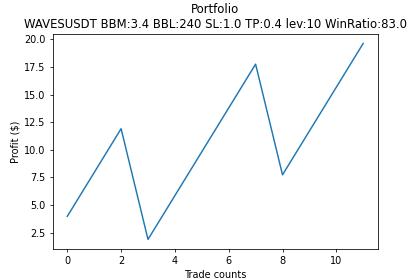 Portfolio
WAVESUSDT BBM:3.4 BBL:240 SL:1.0 TP:0.4 lev:10 WinRatio:83.0
20.0
17.5
15.0
12.5
10.0
7.5
5.0
2.5
Profit ($)
0 2 4 6 8 10
Trade counts